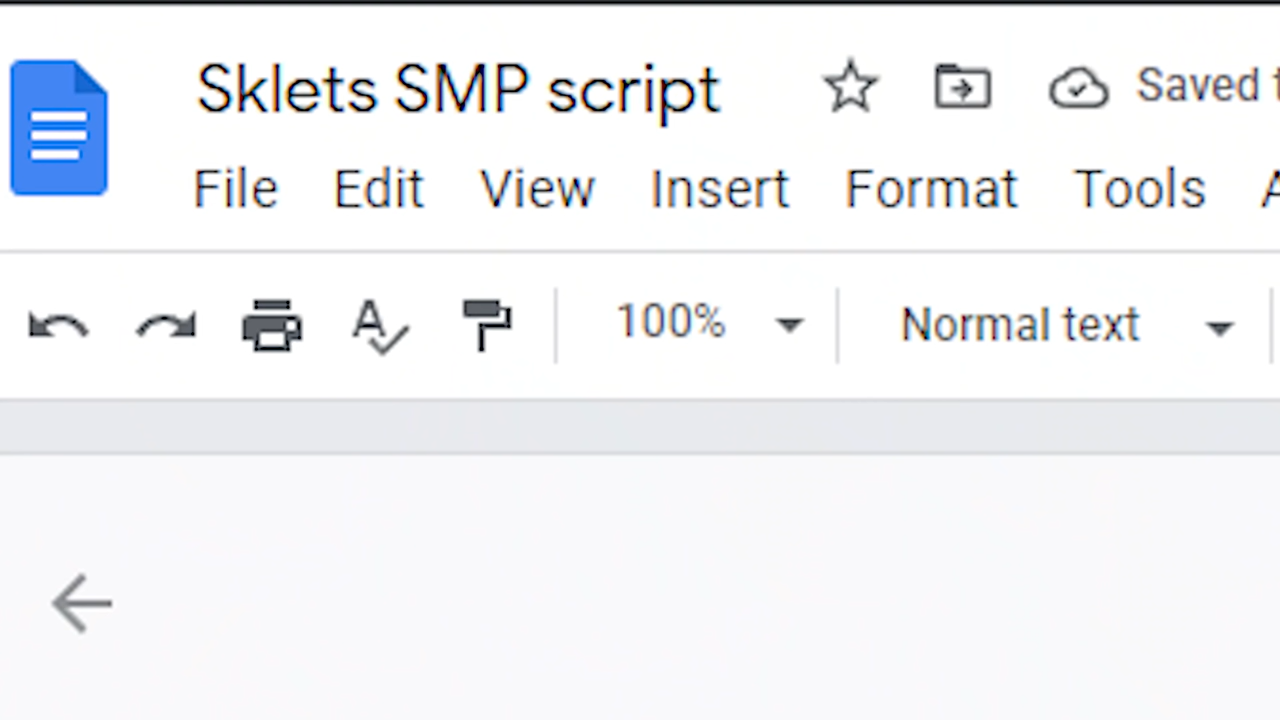 Sklets SMP script Saved
File Edit View Insert Format Tools
100% Normal text